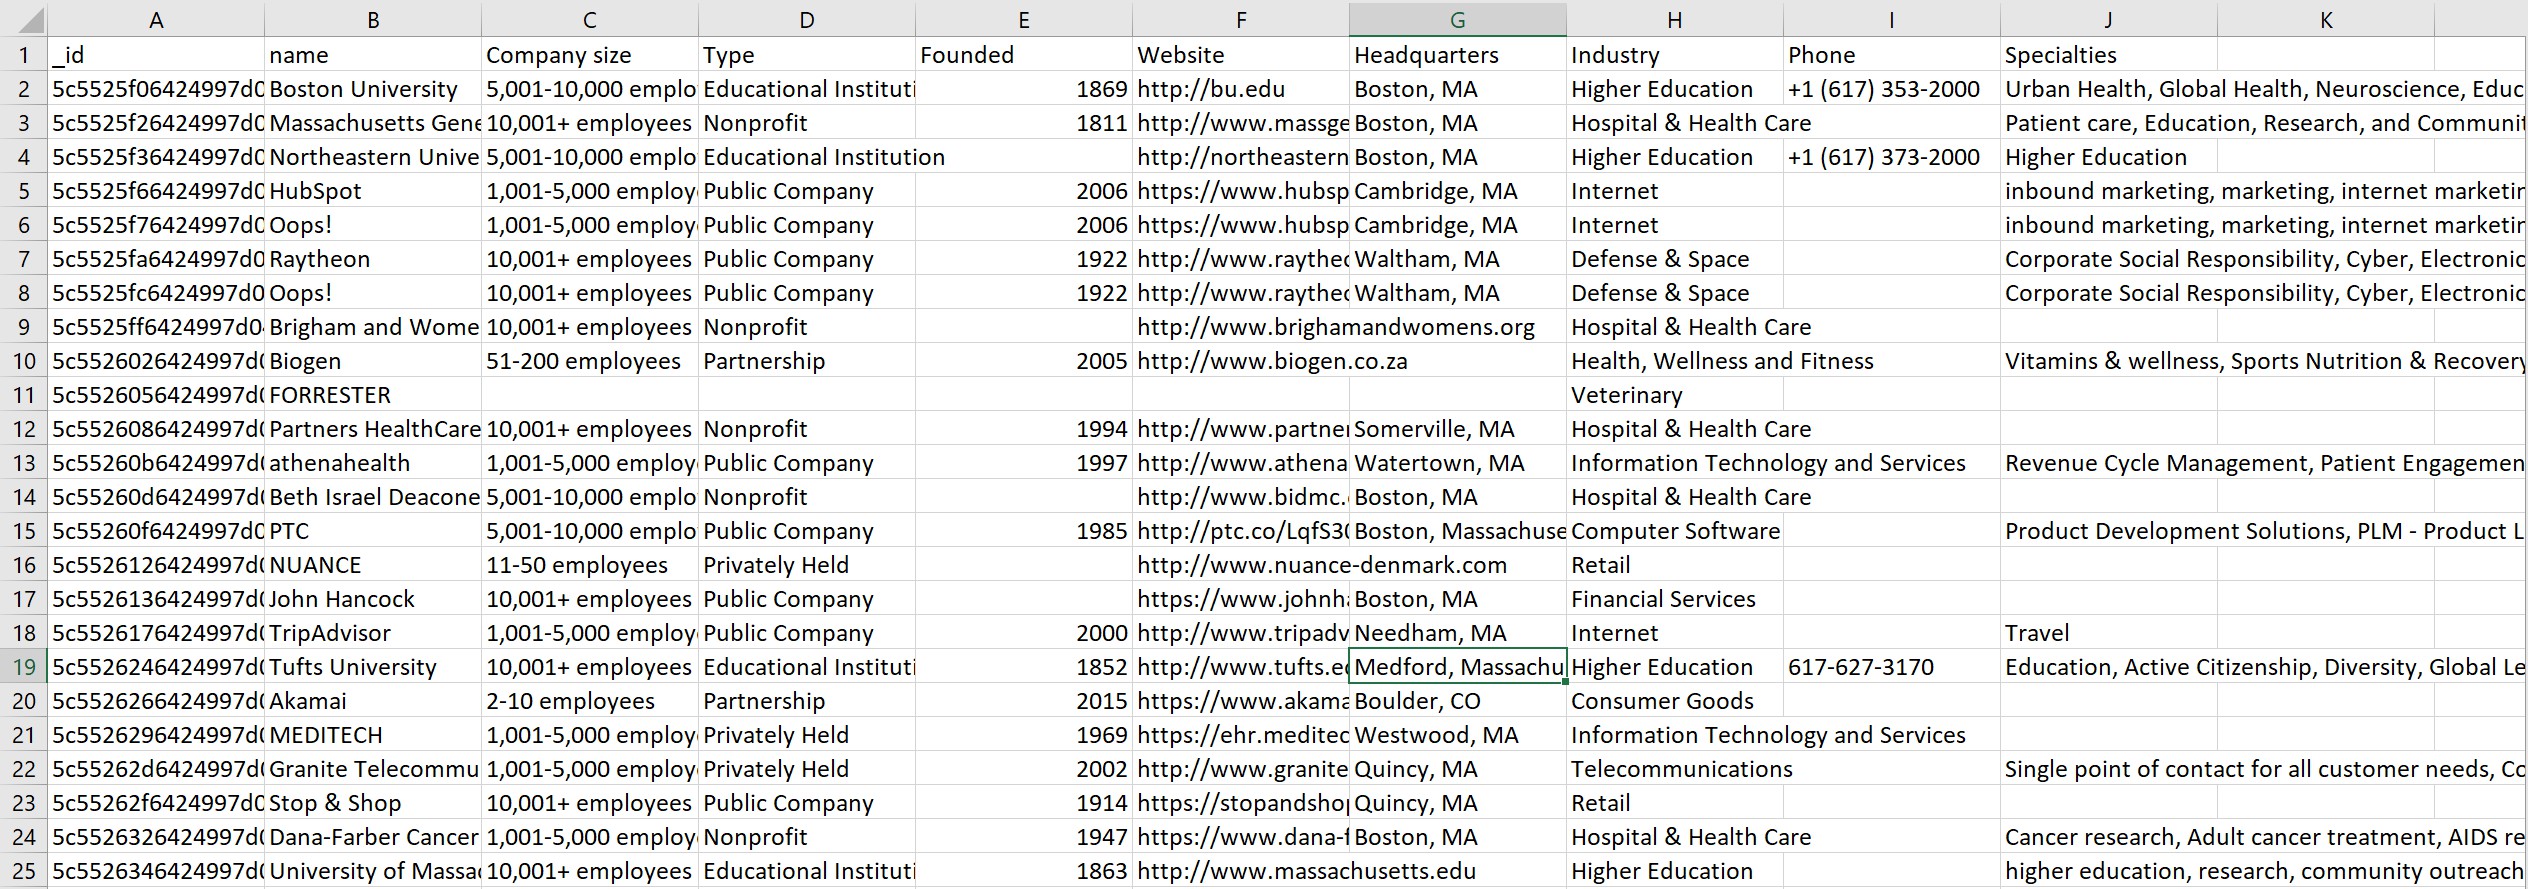 A B C D E F G H I J K
1 _id name Company size Type Founded Website Headquarters Industry Phone Specialties
2 5c5525f06424997d0 Boston University 5,001-10,000 emplo Educational Instituti 1869 http://bu.edu Boston, MA Higher Education +1 (617) 353-2000 Urban Health, Global Health, Neuroscience, Educ
3 5c5525f26424997d0 Massachusetts Gene 10,001+ employees Nonprofit 1811 http://www.massge Boston, MA Hospital & Health Care Patient care, Education, Research, and Communit
4 5c5525f36424997d0 Northeastern Unive 5,001-10,000 emplo Educational Institution http://northeastern Boston, MA Higher Education +1 (617) 373-2000 Higher Education
5 5c5525f66424997d0 HubSpot 1,001-5,000 employ Public Company 2006 https://www.hubsp Cambridge, MA Internet inbound marketing, marketing, internet marketin
6 5c5525f76424997d0 Oops! 1,001-5,000 employ Public Company 2006 https://www.hubsp Cambridge, MA Internet inbound marketing, marketing, internet marketin
7 5c5525fa6424997d0 Raytheon 10,001+ employees Public Company 1922 http://www.raytheo Waltham, MA Defense & Space Corporate Social Responsibility, Cyber, Electronic
8 5c5525fc6424997d0 Oops! 10,001+ employees Public Company 1922 http://www.raytheo Waltham, MA Defense & Space Corporate Social Responsibility, Cyber, Electronic
9 5c5525ff6424997d0 Brigham and Wome 10,001+ employees Nonprofit http://www.brighamandwomens.org Hospital & Health Care
10 5c5526026424997d0 Biogen 51-200 employees Partnership 2005 http://www.biogen.co.za Health, Wellness and Fitness Vitamins & wellness, Sports Nutrition & Recovery
11 5c5526056424997d0 FORRESTER Veterinary
12 5c5526086424997d0 Partners HealthCare 10,001+ employees Nonprofit 1994 http://www.partner Somerville, MA Hospital & Health Care
13 5c55260b6424997d0 athenahealth 1,001-5,000 employ Public Company 1997 http://www.athena Watertown, MA Information Technology and Services Revenue Cycle Management, Patient Engagemen
14 5c55260d6424997d0 Beth Israel Deacone 5,001-10,000 emplo Nonprofit http://www.bidmc. Boston, MA Hospital & Health Care
15 5c55260f6424997d0 PTC 5,001-10,000 emplo Public Company 1985 http://ptc.co/LqfS30 Boston, Massachuse Computer Software Product Development Solutions, PLM - Product L
16 5c5526126424997d0 NUANCE 11-50 employees Privately Held http://www.nuance-denmark.com Retail
17 5c5526136424997d0 John Hancock 10,001+ employees Public Company https://www.johnha Boston, MA Financial Services
18 5c5526176424997d0 TripAdvisor 1,001-5,000 employ Public Company 2000 http://www.tripadv Needham, MA Internet Travel
19 5c5526246424997d0 Tufts University 10,001+ employees Educational Instituti 1852 http://www.tufts.ed Medford, Massachu Higher Education 617-627-3170 Education, Active Citizenship, Diversity, Global Le
20 5c5526266424997d0 Akamai 2-10 employees Partnership 2015 https://www.akama Boulder, CO Consumer Goods
21 5c5526296424997d0 MEDITECH 1,001-5,000 employ Privately Held 1969 https://ehr.meditec Westwood, MA Information Technology and Services
22 5c55262d6424997d0 Granite Telecommu 1,001-5,000 employ Privately Held 2002 http://www.granite Quincy, MA Telecommunications Single point of contact for all customer needs, Co
23 5c55262f6424997d0 Stop & Shop 10,001+ employees Public Company 1914 https://stopandshop Quincy, MA Retail
24 5c5526326424997d0 Dana-Farber Cancer 1,001-5,000 employ Nonprofit 1947 https://www.dana-f Boston, MA Hospital & Health Care Cancer research, Adult cancer treatment, AIDS re
25 5c5526346424997d0 University of Massa 10,001+ employees Educational Instituti 1863 http://www.massachusetts.edu Higher Education higher education, research, community outreach